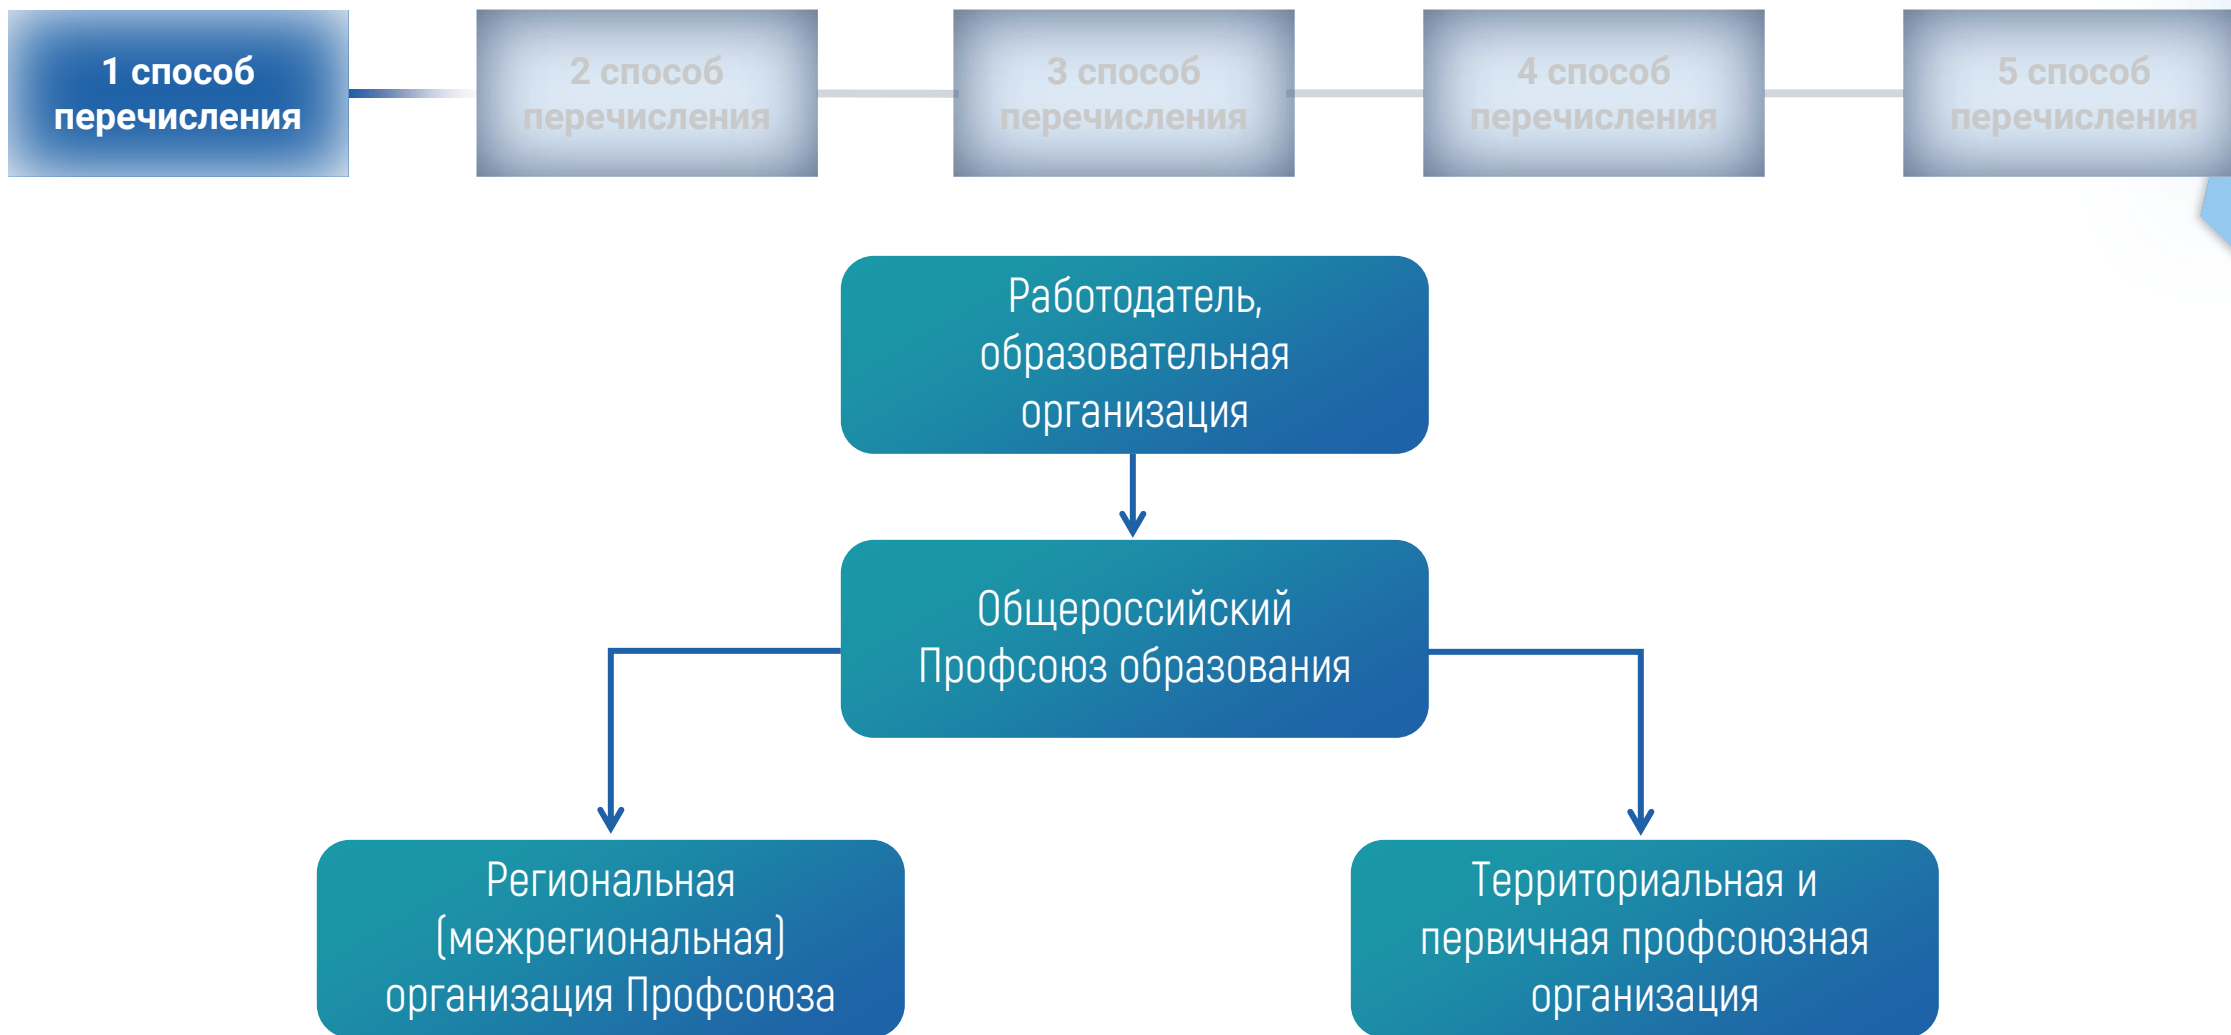 1 способ
перечисления
2 способ
перечисления
3 способ
перечисления
4 способ
перечисления
5 способ
перечисления
Работодатель,
образовательная
организация
Общероссийский
Профсоюз образования
Региональная
(межрегиональная)
организация Профсоюза
Территориальная и
первичная профсоюзная
организация